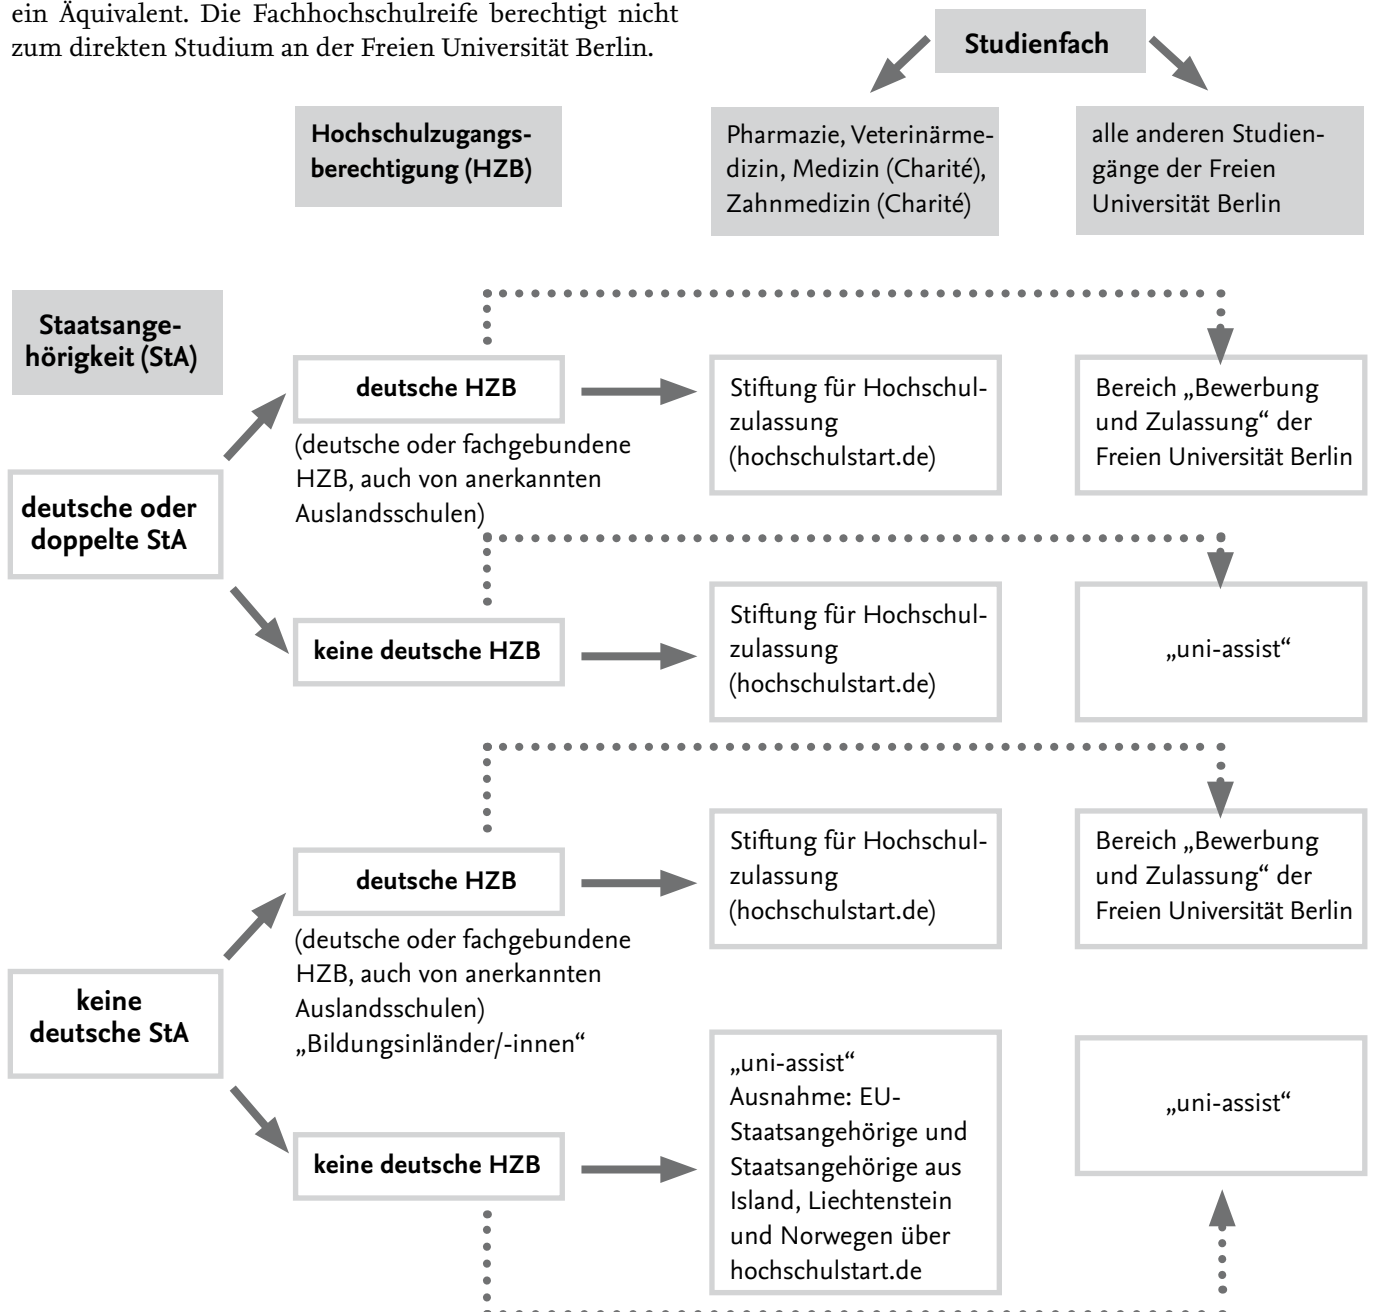 ein Äquivalent. Die Fachhochschulreife berechtigt nicht
zum direkten Studium an der Freien Universität Berlin.
Studienfach
Hochschulzugangs-
berechtigung (HZB)
Pharmazie, Veterinärme-
dizin, Medizin (Charité),
Zahnmedizin (Charité)
alle anderen Studien-
gänge der Freien
Universität Berlin
Staatsange-
hörigkeit (StA)
deutsche oder
doppelte StA
deutsche HZB
(deutsche oder fachgebundene
HZB, auch von anerkannten
Auslandsschulen)
Stiftung für Hochschul-
zulassung
(hochschulstart.de)
Bereich „Bewerbung
und Zulassung“ der
Freien Universität Berlin
keine deutsche HZB
Stiftung für Hochschul-
zulassung
(hochschulstart.de)
„uni-assist“
keine
deutsche StA
deutsche HZB
(deutsche oder fachgebundene
HZB, auch von anerkannten
Auslandsschulen)
„Bildungsinländer/-innen“
Stiftung für Hochschul-
zulassung
(hochschulstart.de)
Bereich „Bewerbung
und Zulassung“ der
Freien Universität Berlin
keine deutsche HZB
„uni-assist“
Ausnahme: EU-
Staatsangehörige und
Staatsangehörige aus
Island, Liechtenstein
und Norwegen über
hochschulstart.de
„uni-assist“